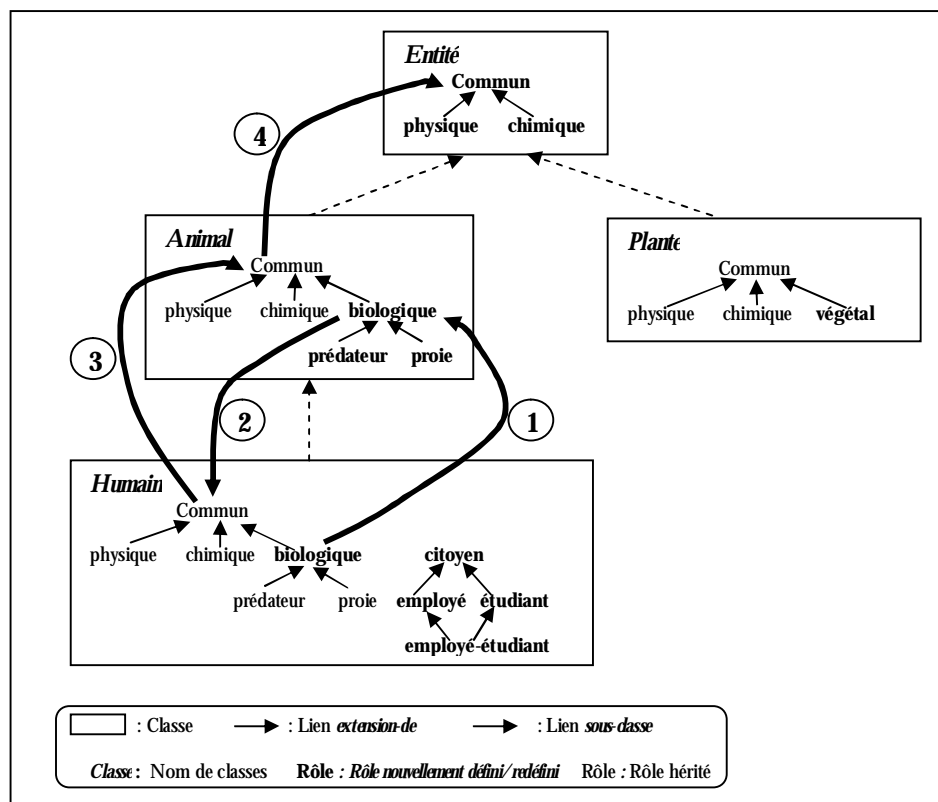 Entité
Commun
physique chimique
4
Animal
Commun
physique chimique biologique
prédateur proie
Plante
Commun
physique chimique végétal
3
2
1
Humain
Commun
physique chimique biologique citoyen
prédateur proie employé étudiant
employé-étudiant
: Classe : Lien extension-de : Lien sous-classe
Classe : Nom de classes Rôle : Rôle nouvellement défini/redéfini Rôle : Rôle hérité